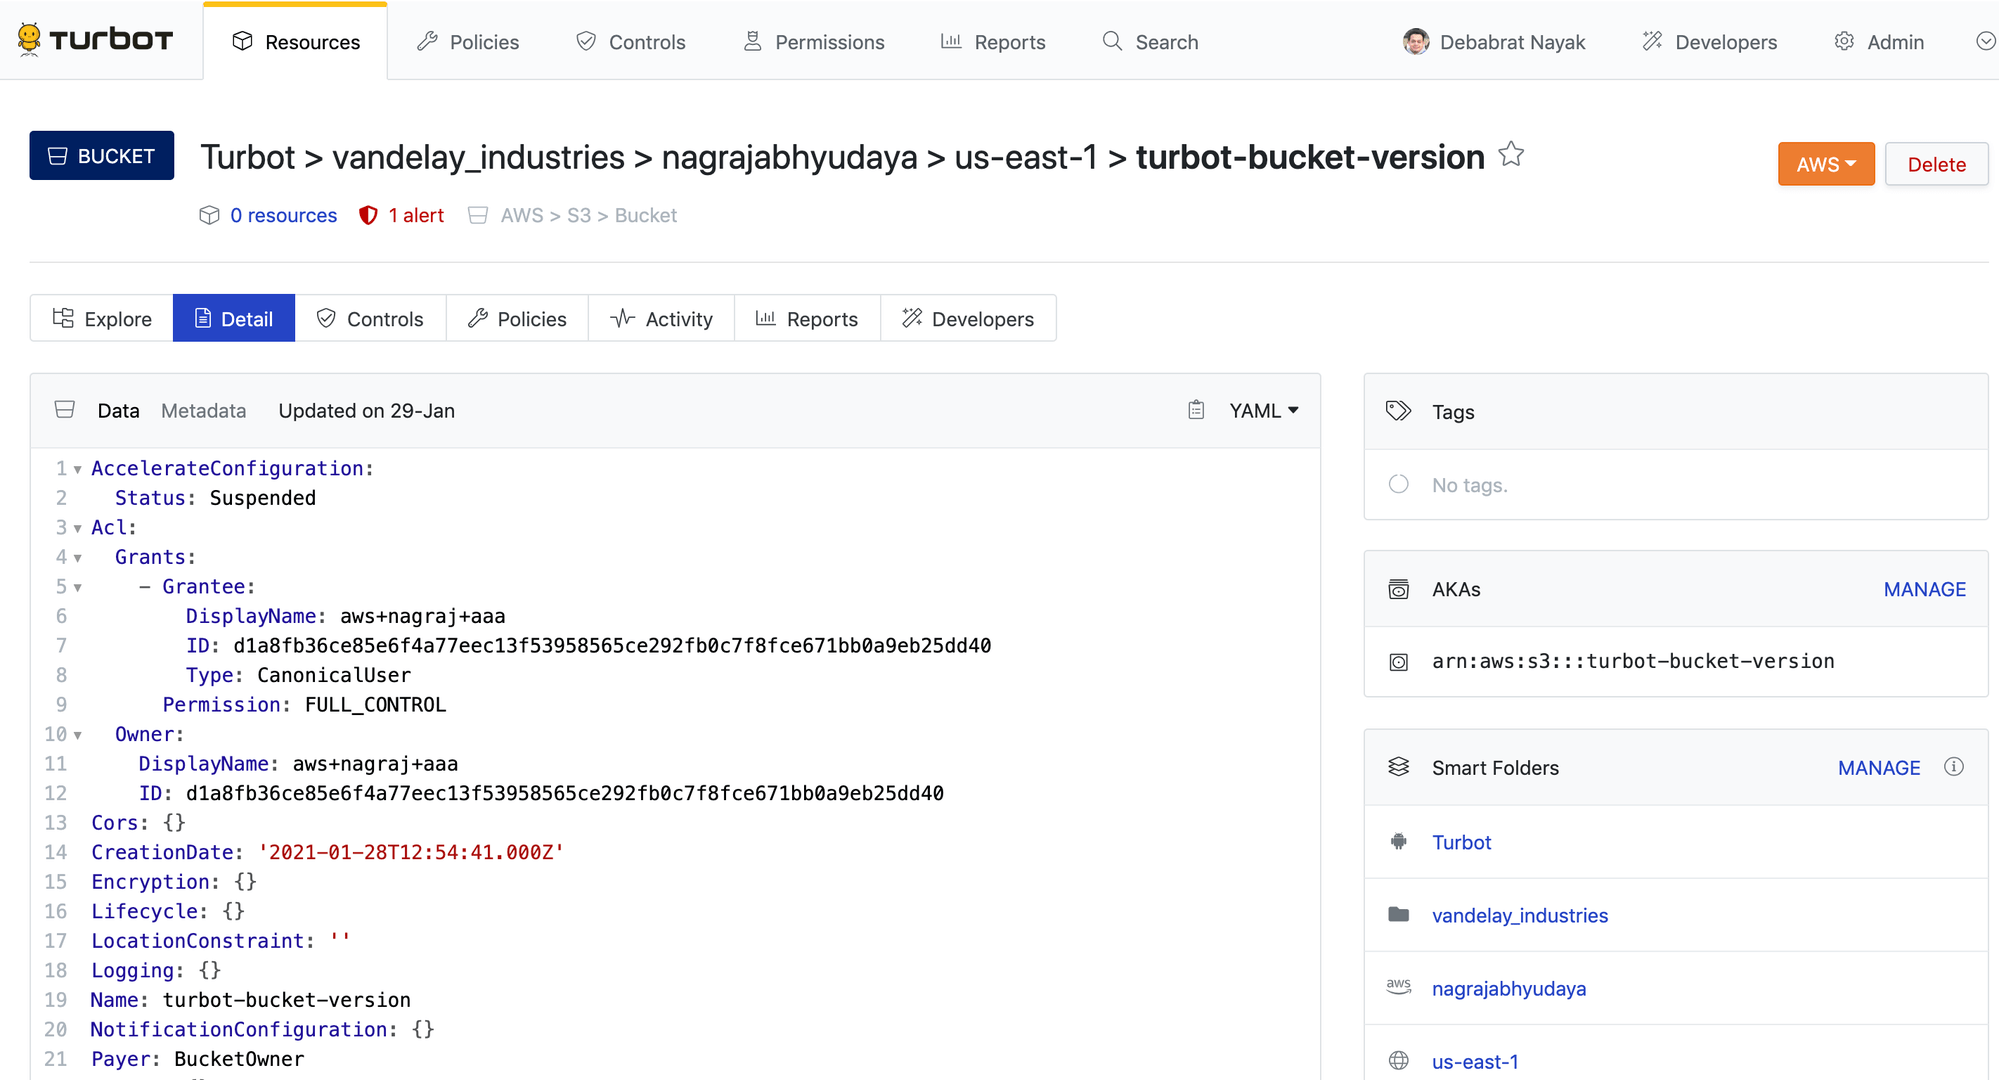 TURBOT
Resources
Policies
Controls
Permissions
Reports
Search
Debabrat Nayak
Developers
Admin
BUCKET
Turbot > vandelay_industries > nagrajabhyudaya > us-east-1 > turbot-bucket-version
AWS
Delete
0 resources
1 alert
AWS > S3 > Bucket
Explore
Detail
Controls
Policies
Activity
Reports
Developers
Data
Metadata
Updated on 29-Jan
YAML
1 AccelerateConfiguration:
2 Status: Suspended
3 Acl:
4 Grants:
5 - Grantee:
6 DisplayName: aws+nagraj+aaa
7 ID: d1a8fb36ce85e6f4a77eec13f53958565ce292fb0c7f8fce671bb0a9eb25dd40
8 Type: CanonicalUser
9 Permission: FULL_CONTROL
10 Owner:
11 DisplayName: aws+nagraj+aaa
12 ID: d1a8fb36ce85e6f4a77eec13f53958565ce292fb0c7f8fce671bb0a9eb25dd40
13 Cors: {}
14 CreationDate: '2021-01-28T12:54:41.000Z'
15 Encryption: {}
16 Lifecycle: {}
17 LocationConstraint: ''
18 Logging: {}
19 Name: turbot-bucket-version
20 NotificationConfiguration: {}
21 Payer: BucketOwner
Tags
No tags.
AKAs
MANAGE
arn:aws:s3:::turbot-bucket-version
Smart Folders
MANAGE
Turbot
vandelay_industries
aws
nagrajabhyudaya
us-east-1